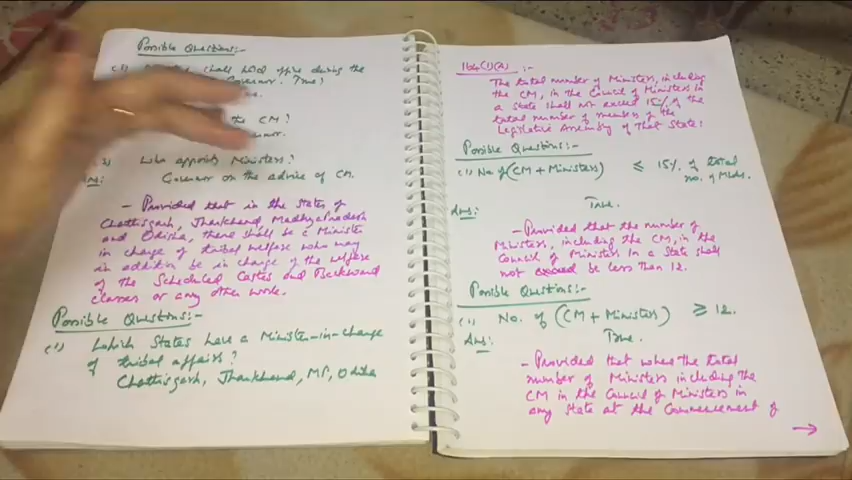 Possible Questions:-
shall hold office during the
Governor. True?
the CM?
Who appoints Ministers?
Ans:
Governor on the advice of CM.
- Provided that in the States of
Chattisgarh, Jharkhand Madhya Pradesh
and Odisha, there shall be a Minister
in charge of tribal welfare who may
in addition be in charge of the welfare
of the Scheduled Castes and Backward
classes or any other work.
Possible Questions:-
(1) Which States have a Minister-in-charge
of tribal affairs?
Chattisgarh, Jharkhand, MP, Odisha
164(1)(A) :-
The total number of Ministers, including
the CM, in the Council of Ministers in
a State shall not exceed 15% of the
total number of members of the
Legislative Assembly of that State:
Possible Questions:-
(1) No of (CM + Ministers) ≤ 15% of total
no. of MLAs.
True.
Ans:
- Provided that the number of
Ministers, including the CM, in the
Council of Ministers in a State shall
not exceed be less than 12.
Possible Questions:-
(1) No. of (CM + Ministers) ≥ 12.
Ans: True.
- Provided that where the total
number of Ministers including the
CM in the Council of Ministers in
any State at the Commencement of
→